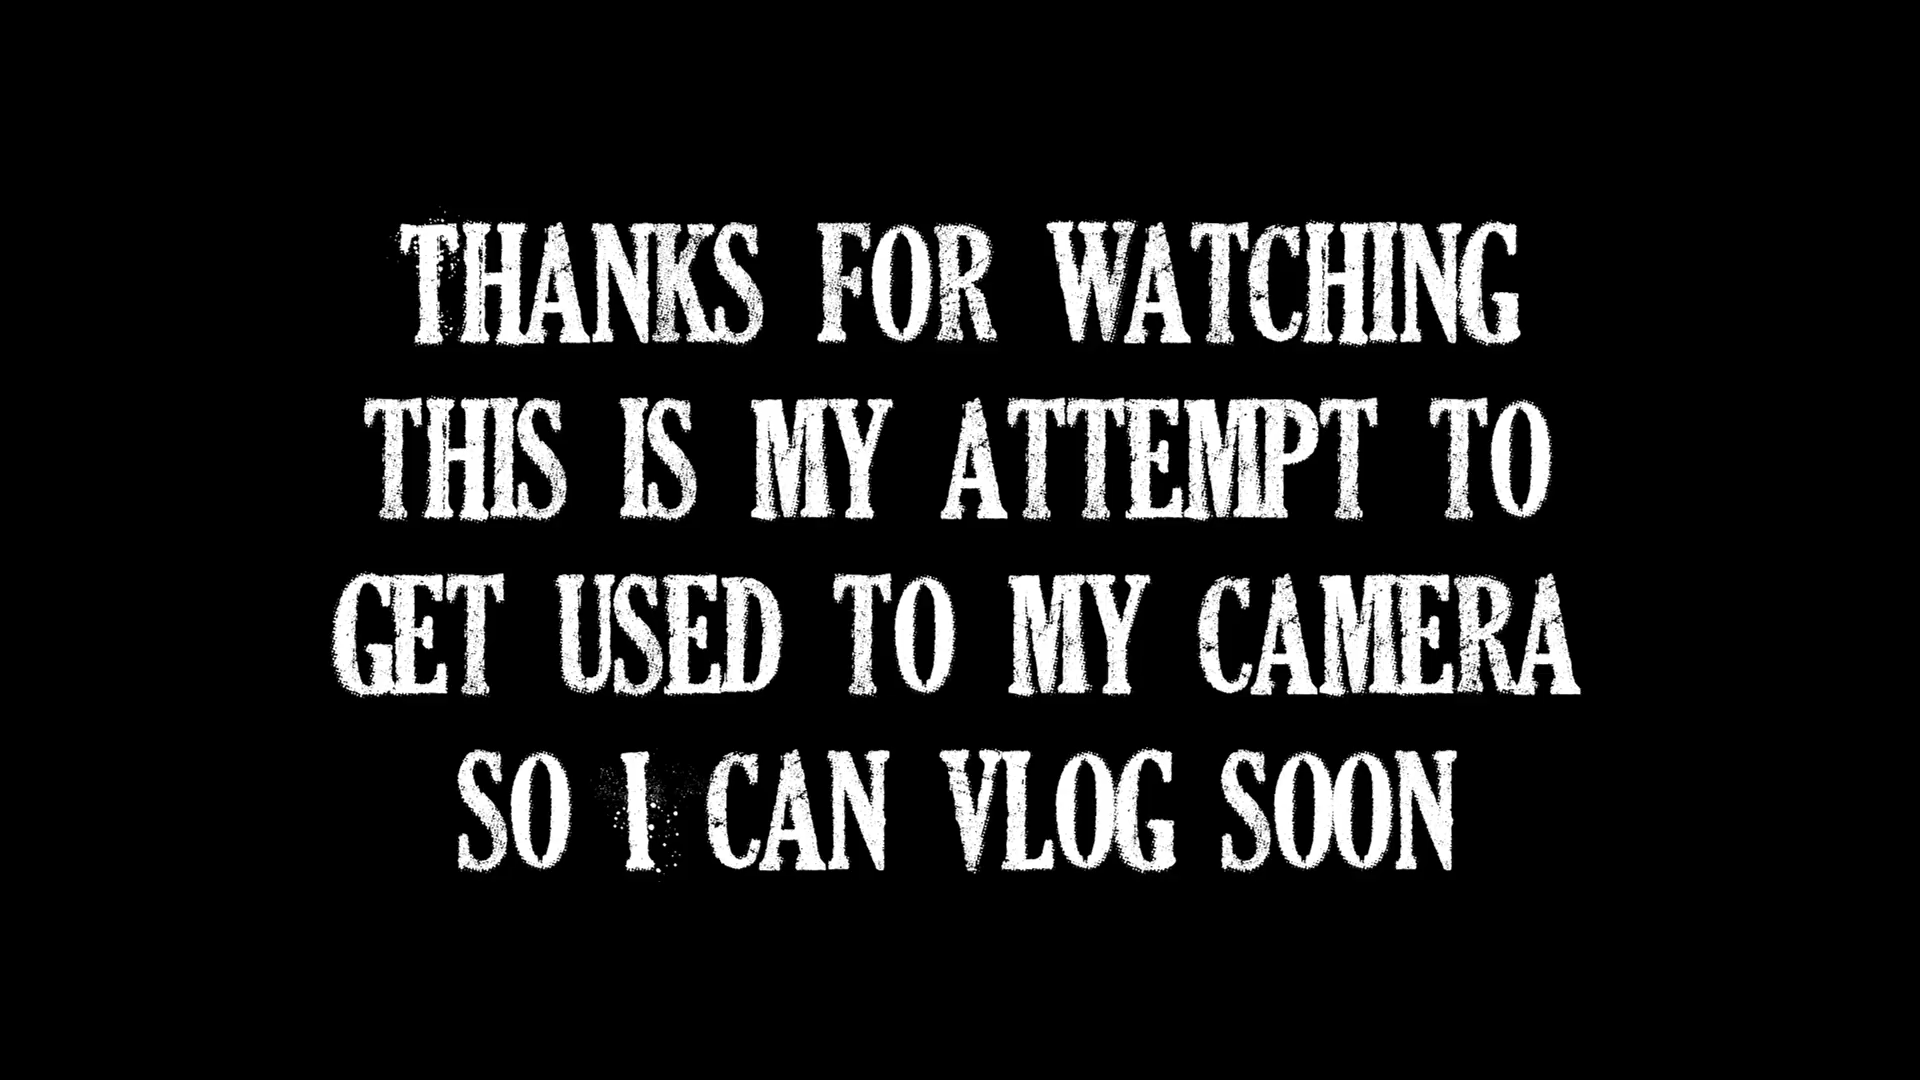 THANKS FOR WATCHING
THIS IS MY ATTEMPT TO
GET USED TO MY CAMERA
SO I CAN VLOG SOON